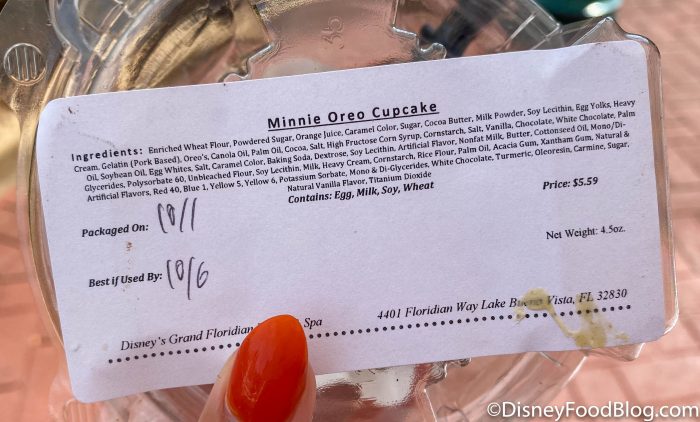 Minnie Oreo Cupcake
Ingredients: Enriched Wheat Flour, Powdered Sugar, Orange Juice, Caramel Color, Sugar, Cocoa Butter, Milk Powder, Soy Lecithin, Egg Yolks, Heavy
Cream, Gelatin (Pork Based), Oreo's, Canola Oil, Palm Oil, Cocoa, Salt, High Fructose Corn Syrup, Cornstarch, Salt, Vanilla, Chocolate, White Chocolate, Palm
Oil, Soybean Oil, Egg Whites, Salt, Caramel Color, Baking Soda, Dextrose, Soy Lecithin, Artificial Flavor, Nonfat Milk, Butter, Cottonseed Oil, Mono/Di-
Glycerides, Polysorbate 60, Unbleached Flour, Soy Lecithin, Milk, Heavy Cream, Cornstarch, Rice Flour, Palm Oil, Acacia Gum, Xantham Gum, Natural &
Artificial Flavors, Red 40, Blue 1, Yellow 5, Yellow 6, Potassium Sorbate, Mono & Di-Glycerides, White Chocolate, Turmeric, Oleoresin, Carmine, Sugar,
Natural Vanilla Flavor, Titanium Dioxide
Contains: Egg, Milk, Soy, Wheat
Price: $5.59
Packaged On: 10/1
Net Weight: 4.5oz.
Best if Used By: 10/6
Disney's Grand Floridian Spa
4401 Floridian Way Lake Buena Vista, FL 32830
©DisneyFoodBlog.com